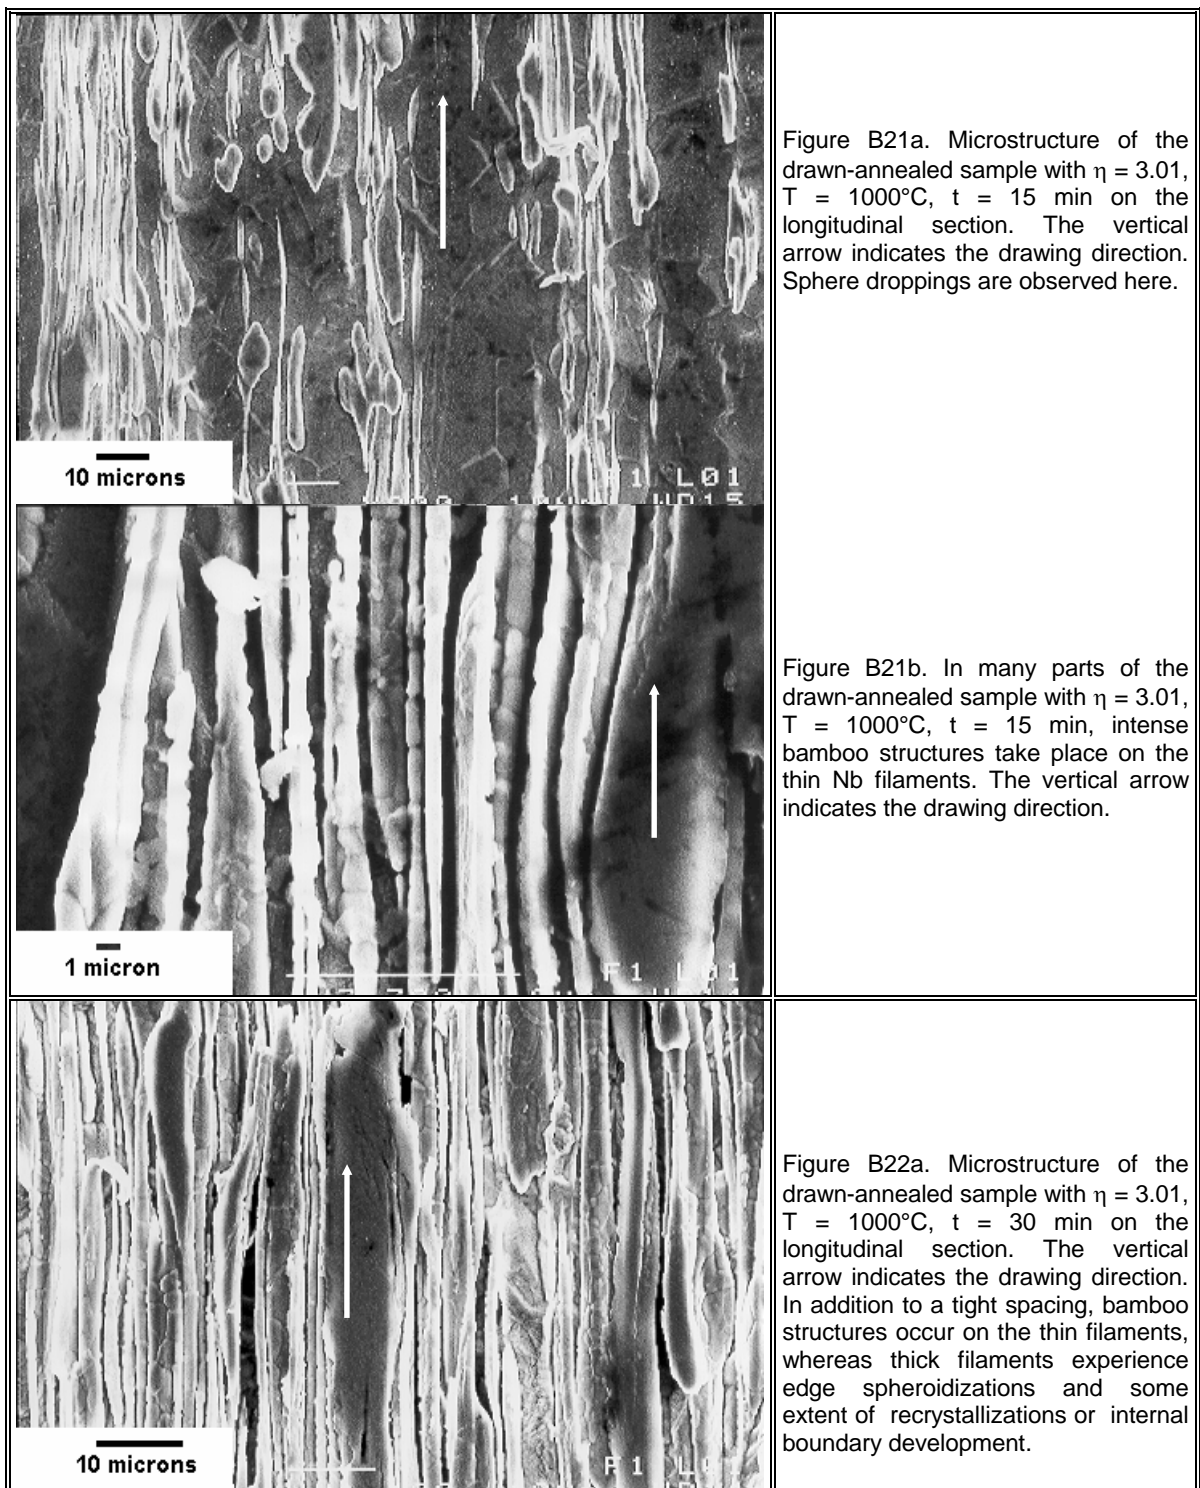 F1 L01
10 microns
Figure B21a. Microstructure of the
drawn-annealed sample with η = 3.01,
T = 1000°C, t = 15 min on the
longitudinal section. The vertical
arrow indicates the drawing direction.
Sphere droppings are observed here.
F1 L01
1 micron
Figure B21b. In many parts of the
drawn-annealed sample with η = 3.01,
T = 1000°C, t = 15 min, intense
bamboo structures take place on the
thin Nb filaments. The vertical arrow
indicates the drawing direction.
10 microns
F1
Figure B22a. Microstructure of the
drawn-annealed sample with η = 3.01,
T = 1000°C, t = 30 min on the
longitudinal section. The vertical
arrow indicates the drawing direction.
In addition to a tight spacing, bamboo
structures occur on the thin filaments,
whereas thick filaments experience
edge spheroidizations and some
extent of recrystallizations or internal
boundary development.